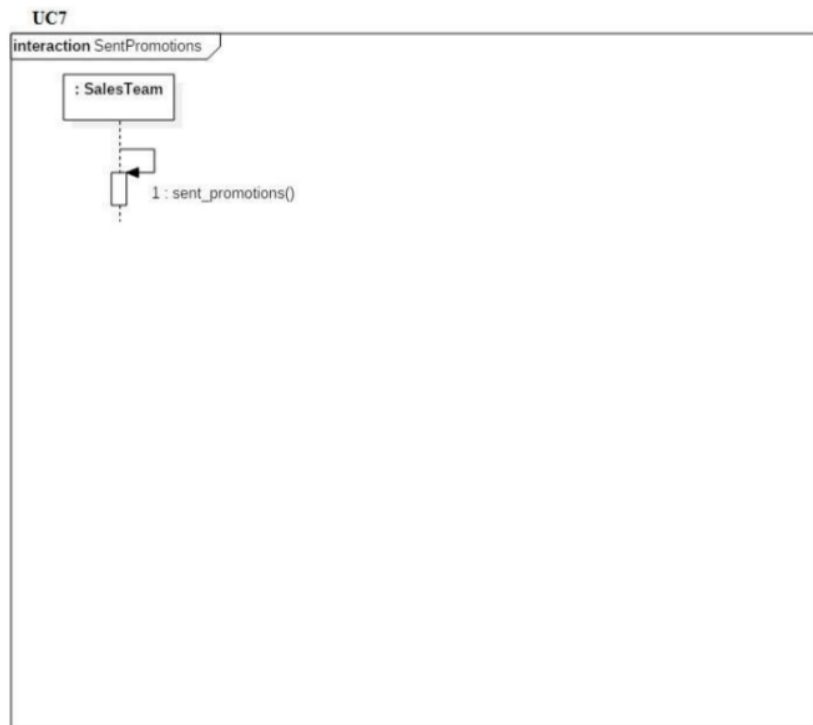 UC7
interaction SentPromotions
: SalesTeam
1 : sent_promotions()